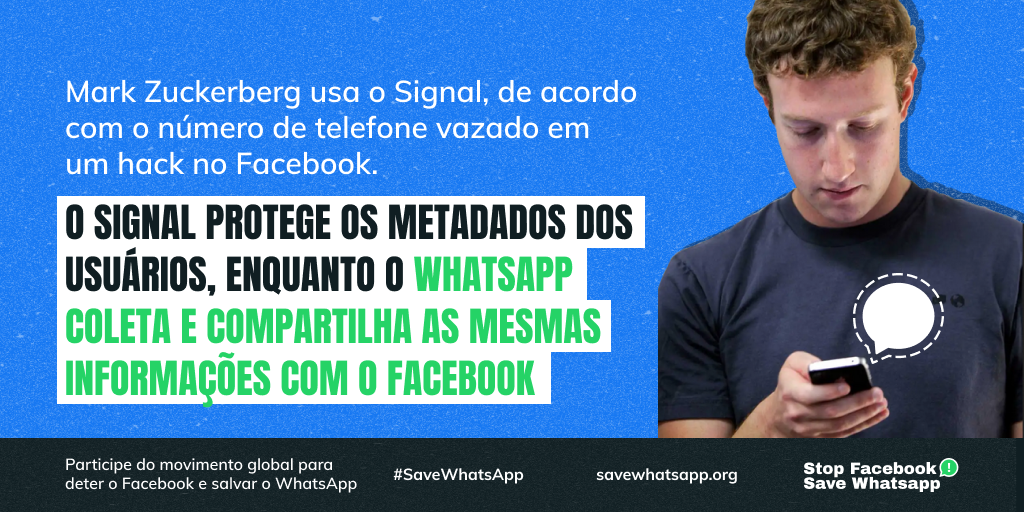 Mark Zuckerberg usa o Signal, de acordo
com o número de telefone vazado em
um hack no Facebook.
O SIGNAL PROTEGE OS METADADOS DOS
USUÁRIOS, ENQUANTO O WHATSAPP
COLETA E COMPARTILHA AS MESMAS
INFORMAÇÕES COM O FACEBOOK
Participe do movimento global para
deter o Facebook e salvar o WhatsApp
#SaveWhatsApp
savewhatsapp.org
Stop Facebook
Save Whatsapp